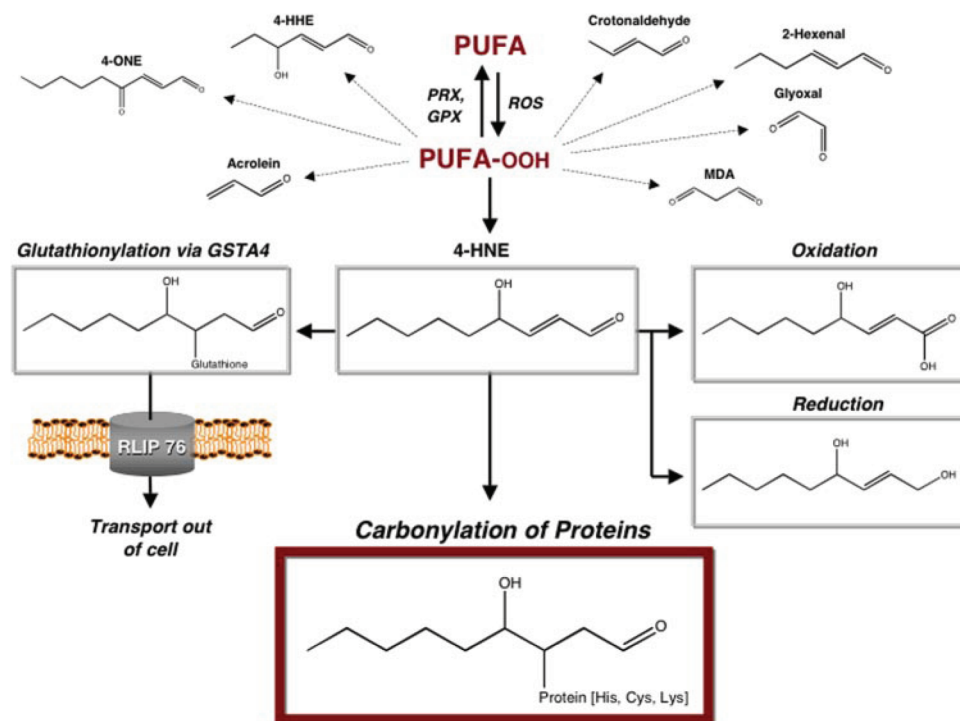 4-HHE
Crotonaldehyde
PUFA
2-Hexenal
4-ONE
O
OH
O
O
O
O
PRX,
GPX
ROS
Glyoxal
O
O
PUFA-OOH
Acrolein
O
MDA
O
O
Glutathionylation via GSTA4
4-HNE
Oxidation
OH
O
Glutathione
OH
O
OH
O
OH
Reduction
OH
OH
RLIP 76
Transport out
of cell
Carbonylation of Proteins
OH
O
Protein [His, Cys, Lys]